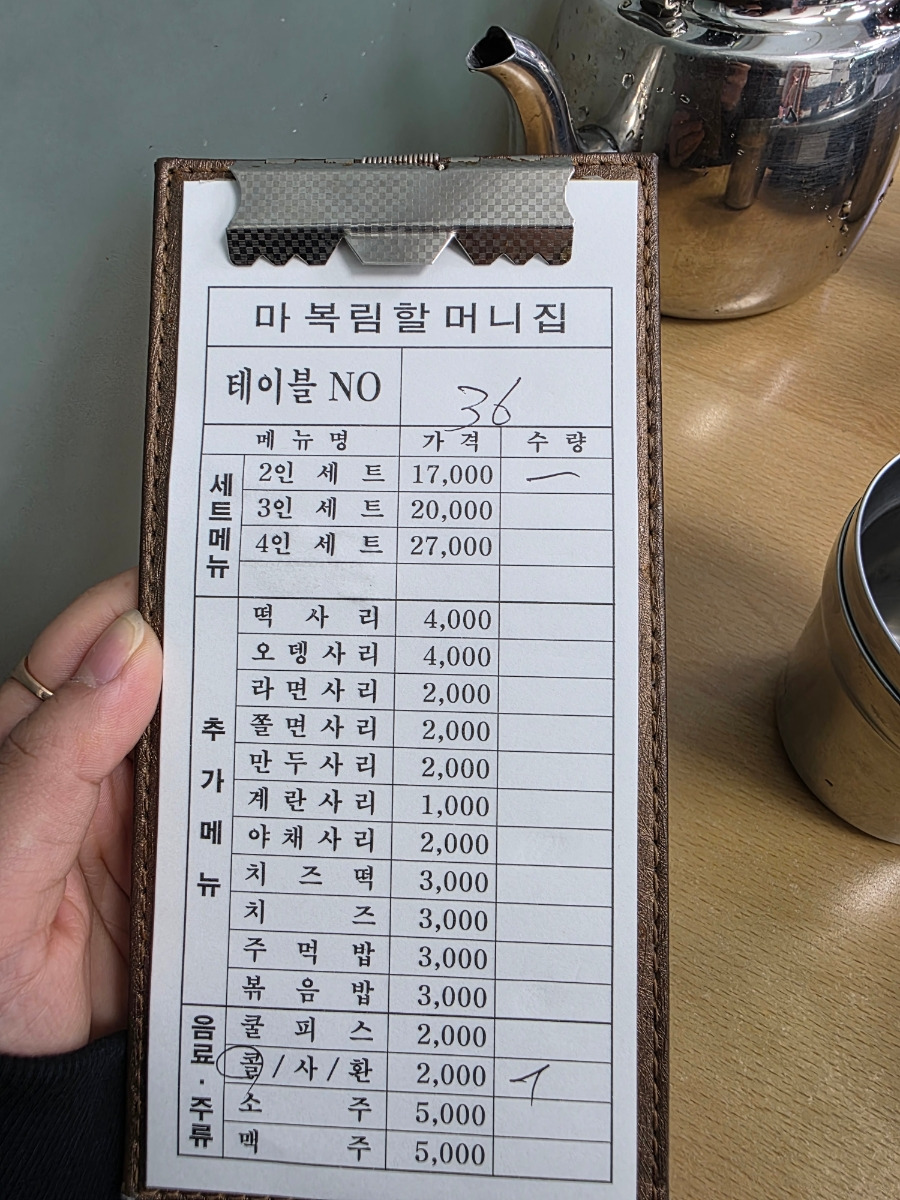 마복림할머니집
테이블 NO 36
메뉴명 가격 수량
세트메뉴
2인 세트 17,000 一
3인 세트 20,000
4인 세트 27,000
추가메뉴
떡사리 4,000
오뎅사리 4,000
라면사리 2,000
쫄면사리 2,000
만두사리 2,000
계란사리 1,000
야채사리 2,000
치즈떡 3,000
치즈 3,000
주먹밥 3,000
볶음밥 3,000
음료·주류
쿨피스 2,000
콜/사/환 2,000 1
소주 5,000
맥주 5,000